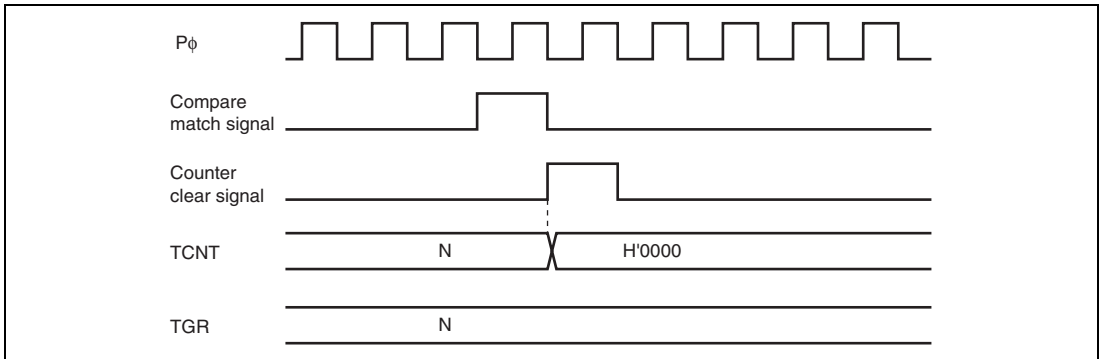 Pφ
Compare
match signal
Counter
clear signal
TCNT
N
H'0000
TGR
N